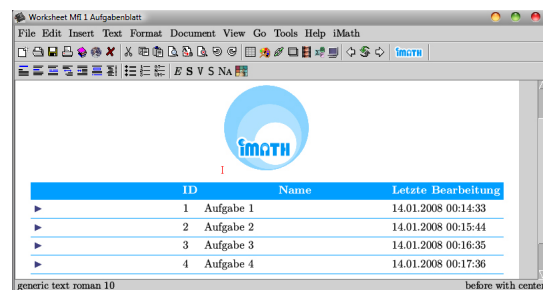 Worksheet MfI 1 Aufgabenblatt
File Edit Insert Text Format Document View Go Tools Help iMath
imath
E S V S NA
imath
ID Name Letzte Bearbeitung
1 Aufgabe 1 14.01.2008 00:14:33
2 Aufgabe 2 14.01.2008 00:15:44
3 Aufgabe 3 14.01.2008 00:16:35
4 Aufgabe 4 14.01.2008 00:17:36
generic text roman 10 before with center